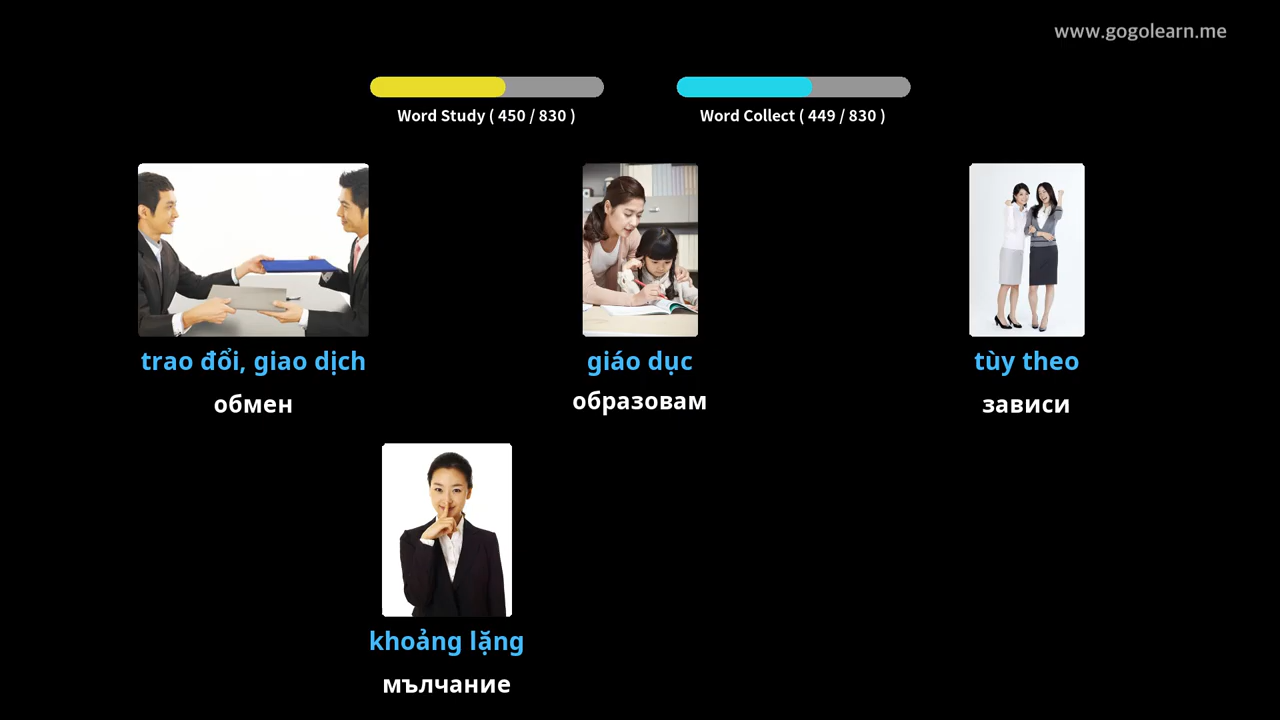 www.gogolearn.me
Word Study ( 450 / 830 )
Word Collect ( 449 / 830 )
trao đổi, giao dịch
обмен
giáo dục
образовам
tùy theo
зависи
khoảng lặng
мълчание